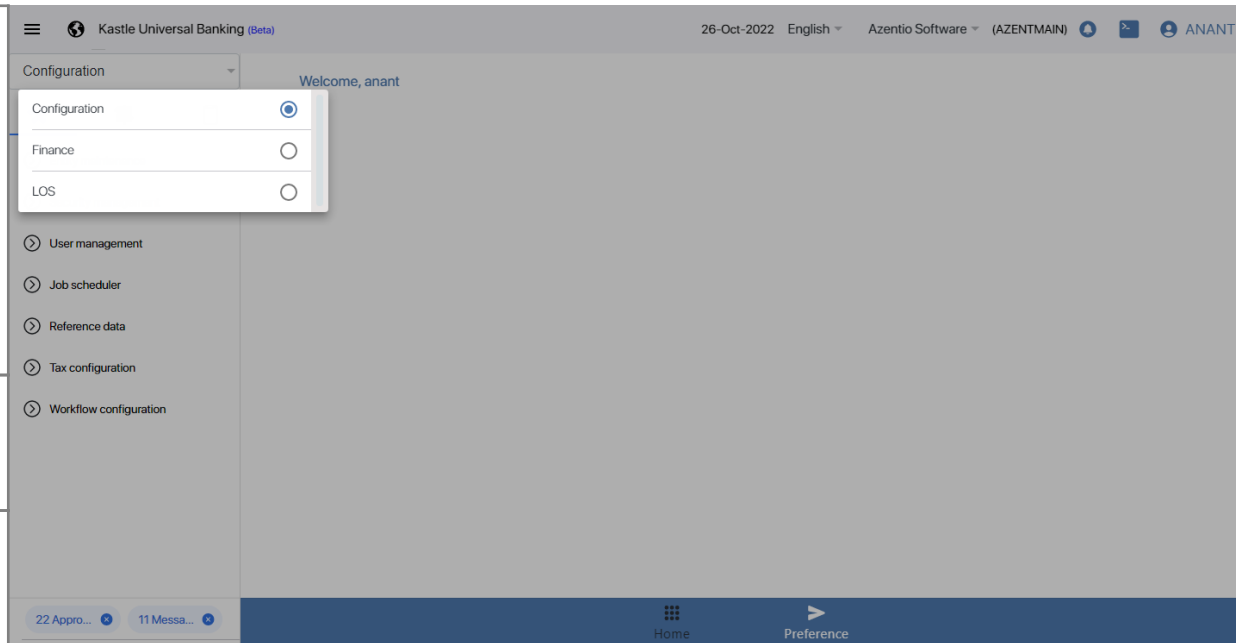 Kastle Universal Banking (Beta) 26-Oct-2022 English Azentio Software (AZENTMAIN) ANANT
Configuration
Welcome, anant
Configuration
Finance
LOS
User management
Job scheduler
Reference data
Tax configuration
Workflow configuration
22 Appro... 11 Messa...
Home Preference